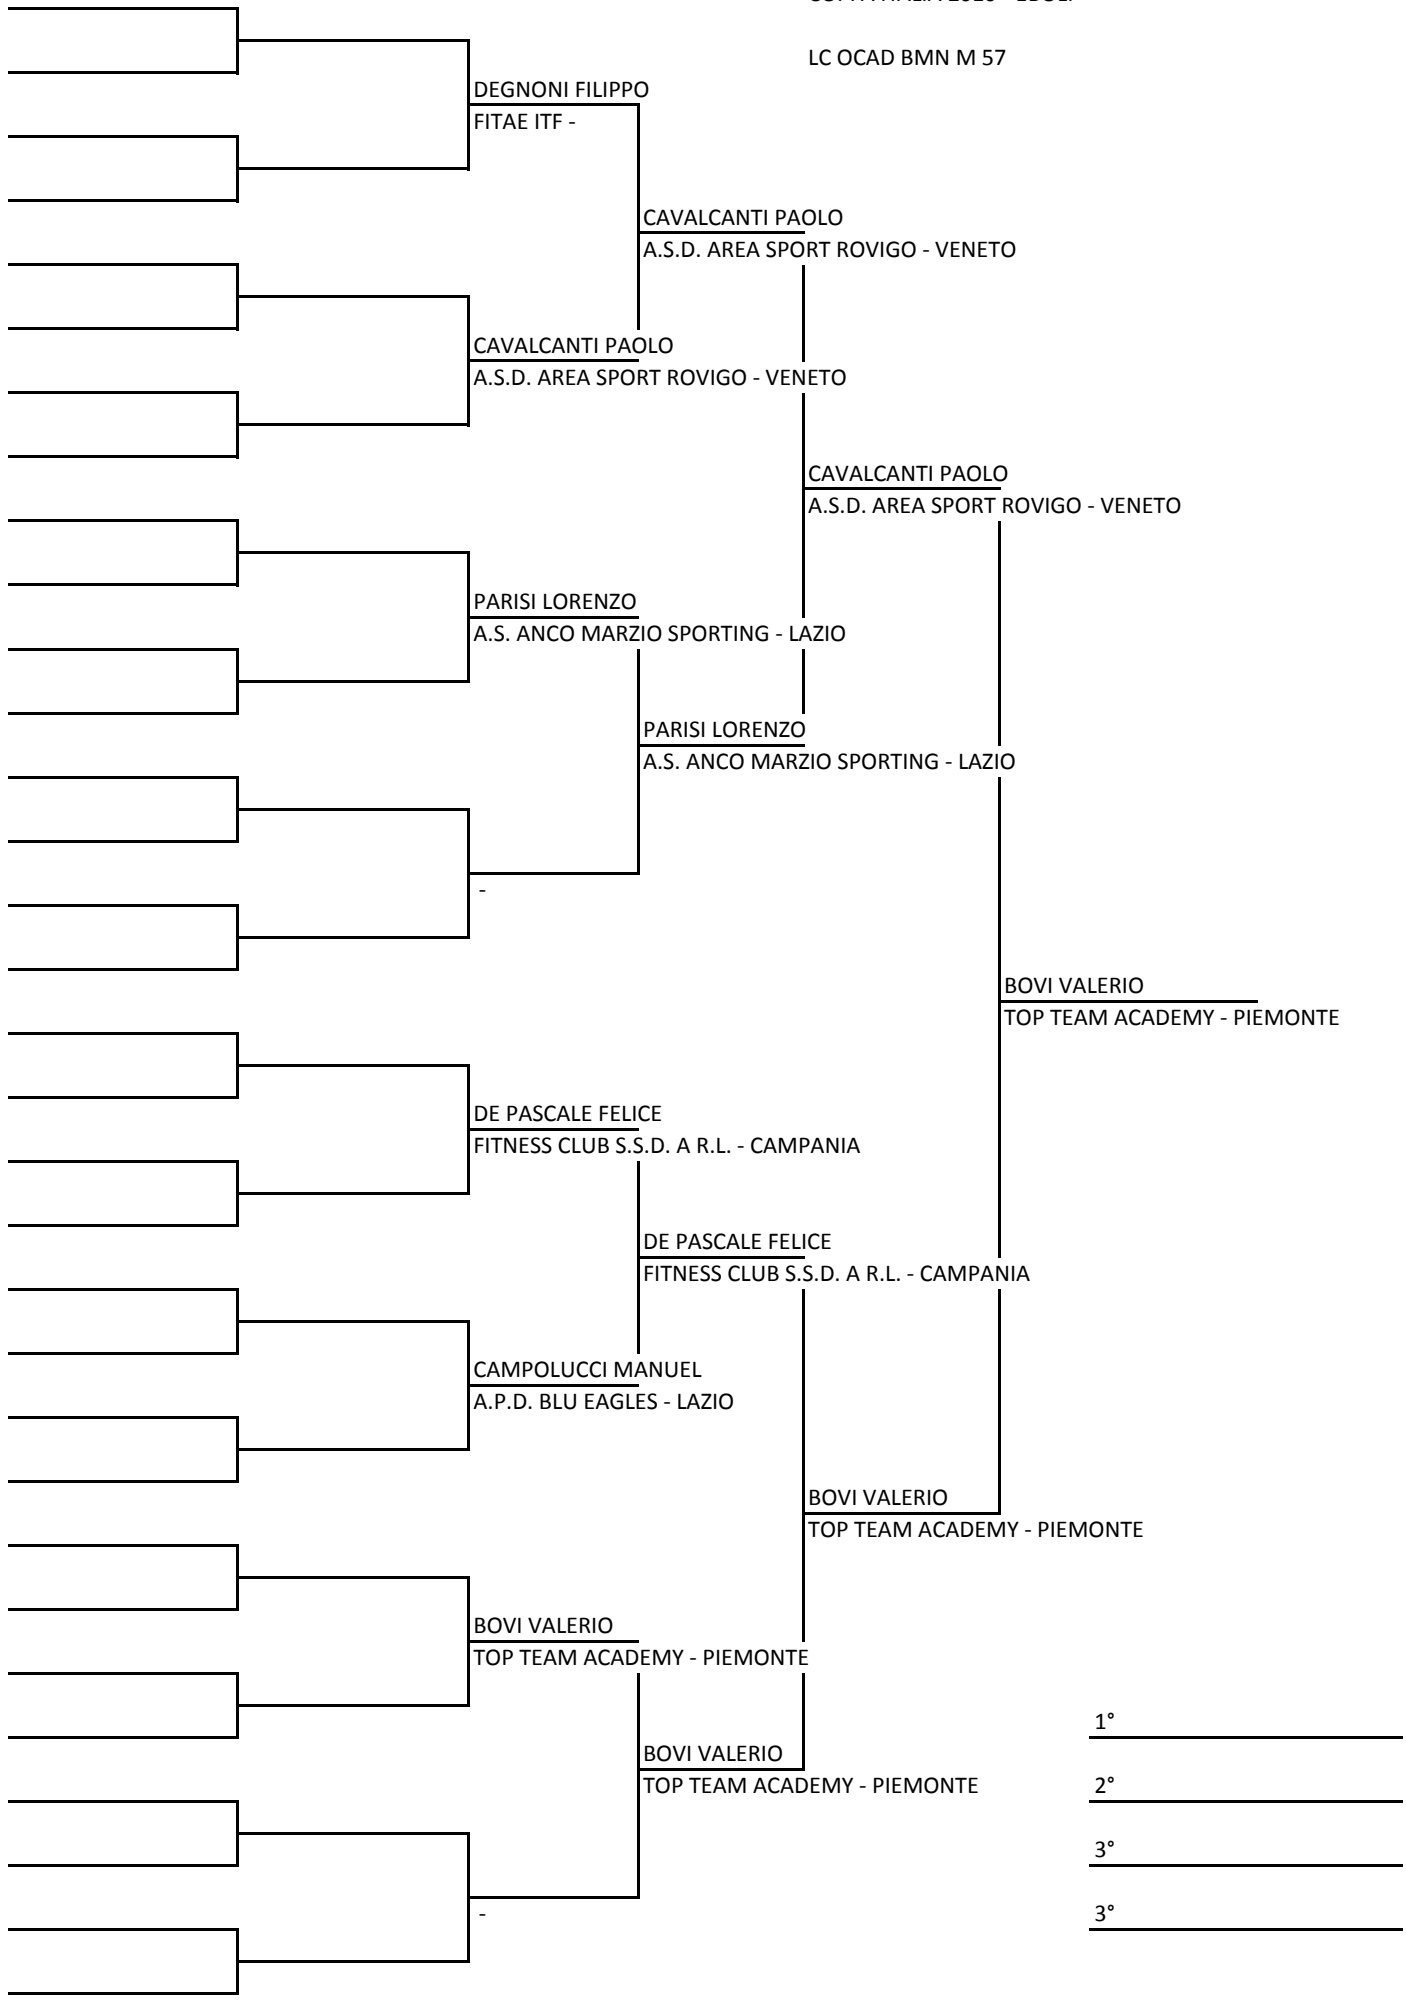 LC OCAD BMN M 57
DEGNONI FILIPPO
FITAE ITF -
CAVALCANTI PAOLO
A.S.D. AREA SPORT ROVIGO - VENETO
CAVALCANTI PAOLO
A.S.D. AREA SPORT ROVIGO - VENETO
CAVALCANTI PAOLO
A.S.D. AREA SPORT ROVIGO - VENETO
PARISI LORENZO
A.S. ANCO MARZIO SPORTING - LAZIO
PARISI LORENZO
A.S. ANCO MARZIO SPORTING - LAZIO
-
BOVI VALERIO
TOP TEAM ACADEMY - PIEMONTE
DE PASCALE FELICE
FITNESS CLUB S.S.D. A R.L. - CAMPANIA
DE PASCALE FELICE
FITNESS CLUB S.S.D. A R.L. - CAMPANIA
CAMPOLUCCI MANUEL
A.P.D. BLU EAGLES - LAZIO
BOVI VALERIO
TOP TEAM ACADEMY - PIEMONTE
BOVI VALERIO
TOP TEAM ACADEMY - PIEMONTE
1°
BOVI VALERIO
TOP TEAM ACADEMY - PIEMONTE
2°
3°
-
3°